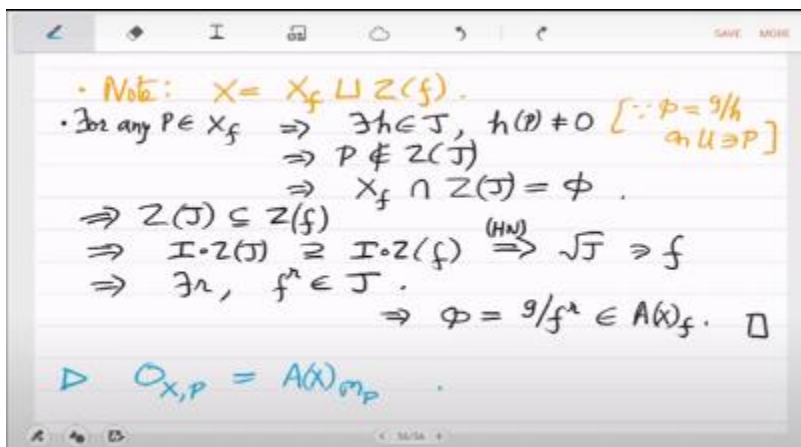 SAVE MORE
• Note: X = X_f ⊔ Z(f).
• For any P ∈ X_f ⇒ ∃h ∈ J, h(P) ≠ 0 [∵ φ = g/h
on U ∋ P]
⇒ P ∉ Z(J)
⇒ X_f ∩ Z(J) = φ.
⇒ Z(J) ⊆ Z(f)
⇒ I∘Z(J) ⊇ I∘Z(f) (HN) ⇒ √J ∋ f
⇒ ∃r, f^r ∈ J.
⇒ φ = g/f^r ∈ A(X)_f. □
▷ O_{X,P} = A(X)_{m_P}.